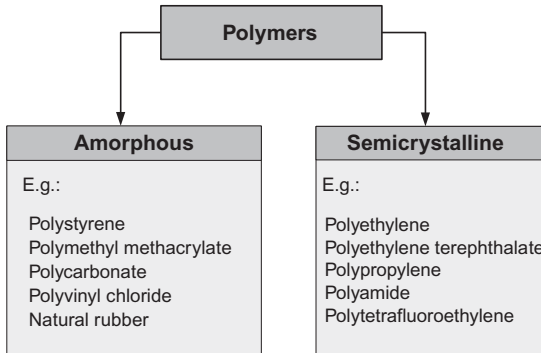 Polymers
Amorphous
E.g.:
Polystyrene
Polymethyl methacrylate
Polycarbonate
Polyvinyl chloride
Natural rubber
Semicrystalline
E.g.:
Polyethylene
Polyethylene terephthalate
Polypropylene
Polyamide
Polytetrafluoroethylene